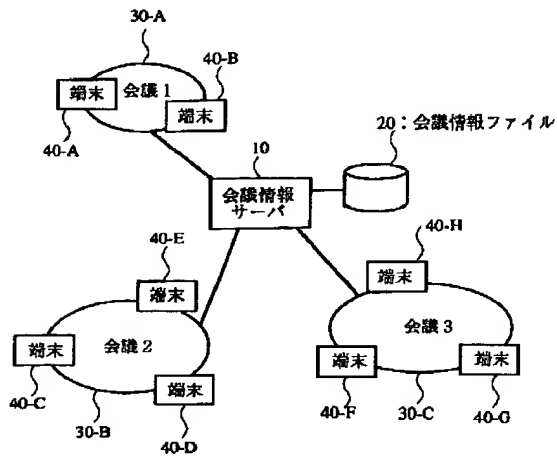 30-A
40-B
端末
会議1
端末
40-A
20：会議情報ファイル
10
会議情報
サーバ
40-E
40-H
端末
端末
端末
会議2
会議3
端末
端末
端末
40-C
30-B
40-D
40-F
30-C
40-G